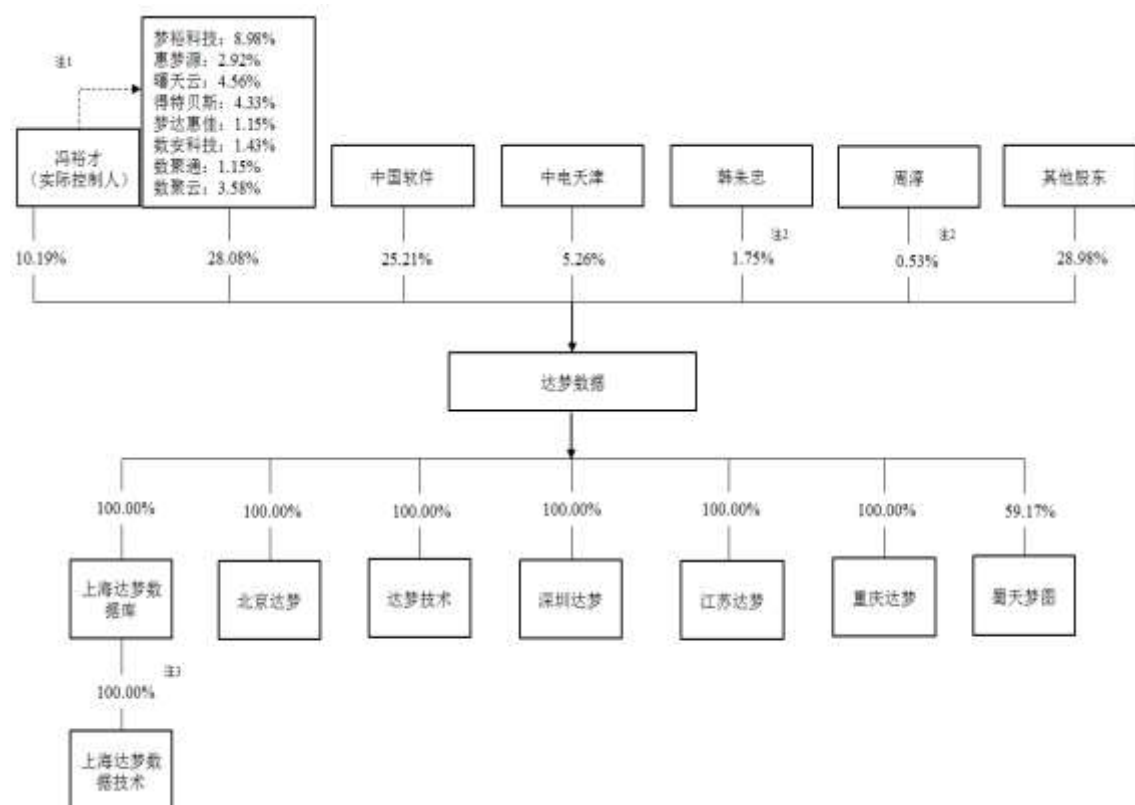 梦裕科技：8.98%
惠梦源：2.92%
曙天云：4.56%
得特贝斯：4.33%
梦达惠佳：1.15%
数安科技：1.43%
数聚通：1.15%
数聚云：3.58%
注1
冯裕才
（实际控制人）
中国软件
中电天津
韩朱忠
周淳
其他股东
10.19%
28.08%
25.21%
5.26%
注2
1.75%
注2
0.53%
28.98%
达梦数据
100.00%
100.00%
100.00%
100.00%
100.00%
100.00%
59.17%
上海达梦数
据库
北京达梦
达梦技术
深圳达梦
江苏达梦
重庆达梦
蜀天梦图
注3
100.00%
上海达梦数
据技术